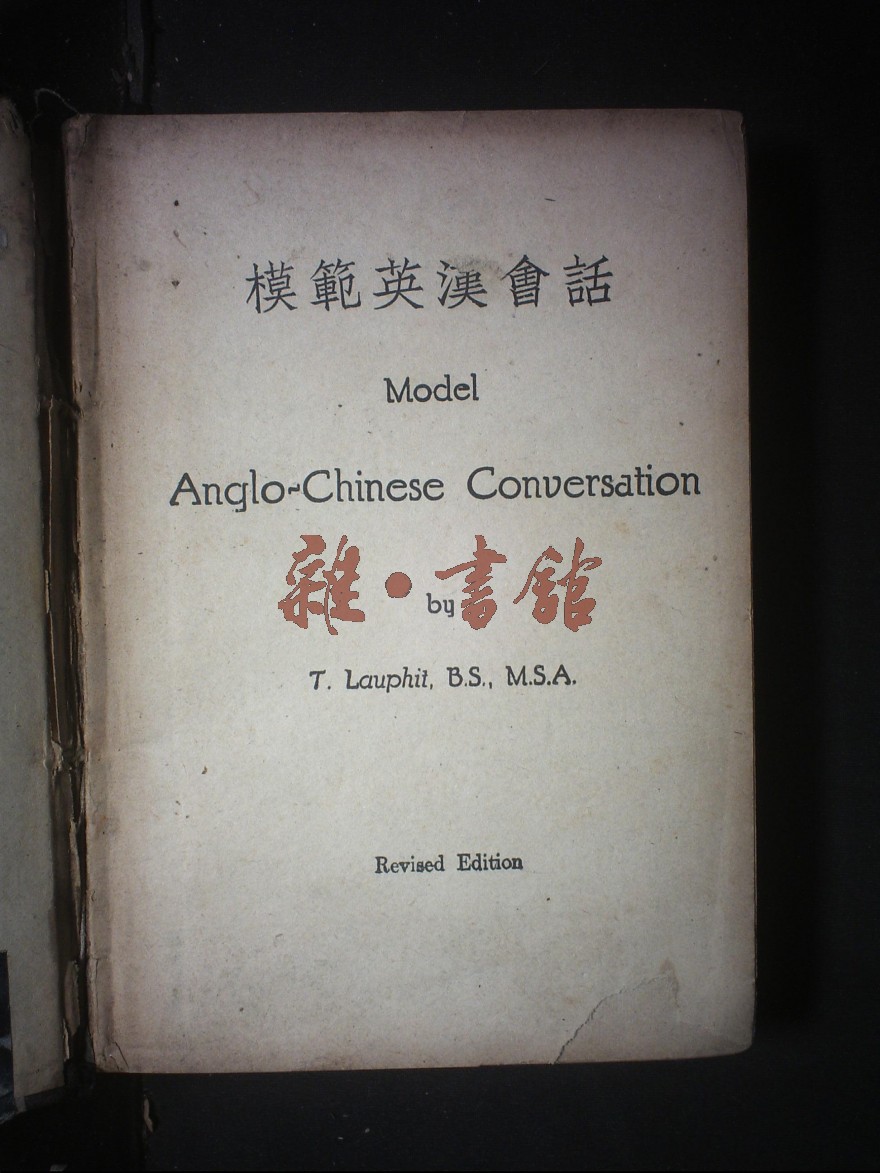 模範英漢會話
Model
Anglo-Chinese Conversation
雜·書館
by
T. Lauphit, B.S., M.S.A.
Revised Edition